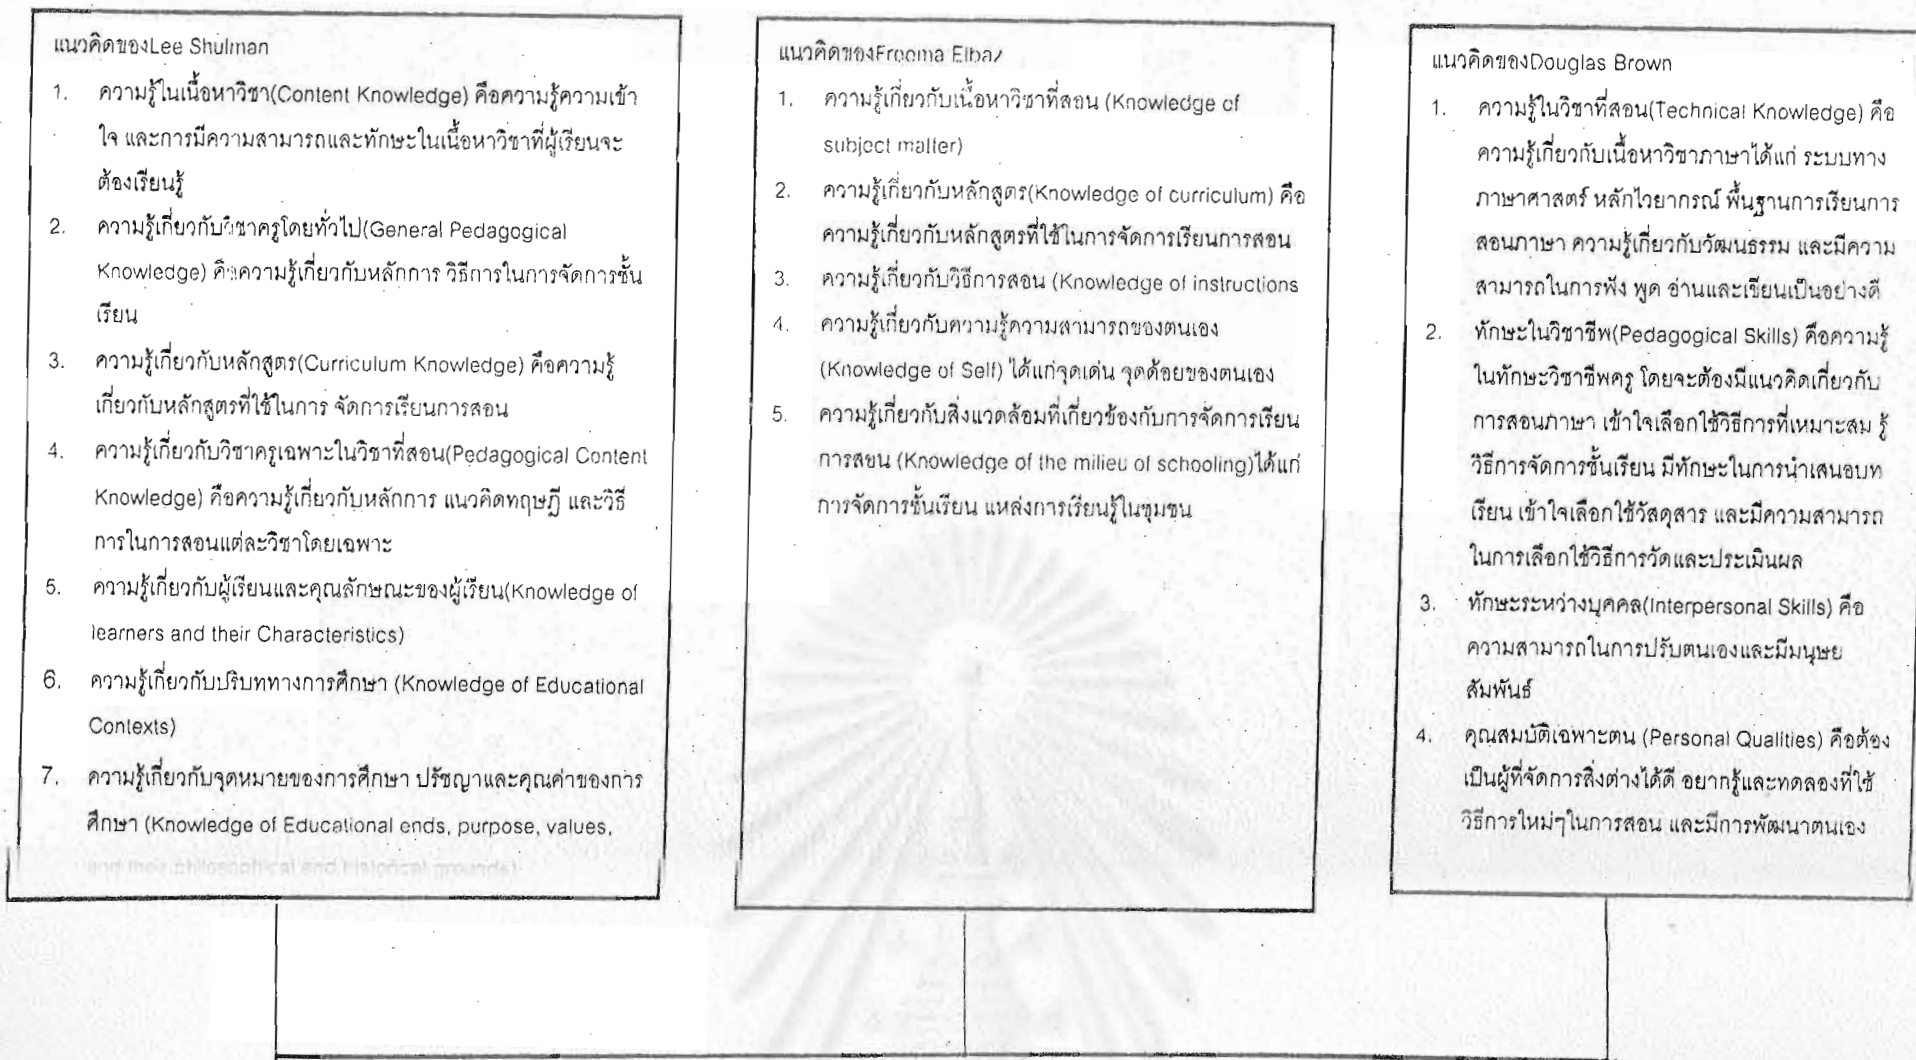 แนวคิดของLee Shulman
1. ความรู้ในเนื้อหาวิชา(Content Knowledge) คือความรู้ความเข้า
ใจ และการมีความสามารถและทักษะในเนื้อหาวิชาที่ผู้เรียนจะ
ต้องเรียนรู้
2. ความรู้เกี่ยวกับวิชาครูโดยทั่วไป(General Pedagogical
Knowledge) คือความรู้เกี่ยวกับหลักการ วิธีการในการจัดการชั้น
เรียน
3. ความรู้เกี่ยวกับหลักสูตร(Curriculum Knowledge) คือความรู้
เกี่ยวกับหลักสูตรที่ใช้ในการ จัดการเรียนการสอน
4. ความรู้เกี่ยวกับวิชาครูเฉพาะในวิชาที่สอน(Pedagogical Content
Knowledge) คือความรู้เกี่ยวกับหลักการ แนวคิดทฤษฎี และวิธี
การในการสอนแต่ละวิชาโดยเฉพาะ
5. ความรู้เกี่ยวกับผู้เรียนและคุณลักษณะของผู้เรียน(Knowledge of
learners and their Characteristics)
6. ความรู้เกี่ยวกับปริบททางการศึกษา (Knowledge of Educational
Contexts)
7. ความรู้เกี่ยวกับจุดหมายของการศึกษา ปรัชญาและคุณค่าของการ
ศึกษา (Knowledge of Educational ends, purpose, values,
แนวคิดของFreema Elbaz
1. ความรู้เกี่ยวกับเนื้อหาวิชาที่สอน (Knowledge of
subject matter)
2. ความรู้เกี่ยวกับหลักสูตร(Knowledge of curriculum) คือ
ความรู้เกี่ยวกับหลักสูตรที่ใช้ในการจัดการเรียนการสอน
3. ความรู้เกี่ยวกับวิธีการสอน (Knowledge of instructions
4. ความรู้เกี่ยวกับความรู้ความสามารถของตนเอง
(Knowledge of Self) ได้แก่จุดเด่น จุดด้อยของตนเอง
5. ความรู้เกี่ยวกับสิ่งแวดล้อมที่เกี่ยวข้องกับการจัดการเรียน
การสอน (Knowledge of the milieu of schooling)ได้แก่
การจัดการชั้นเรียน แหล่งการเรียนรู้ในชุมชน
แนวคิดของDouglas Brown
1. ความรู้ในวิชาที่สอน(Technical Knowledge) คือ
ความรู้เกี่ยวกับเนื้อหาวิชาภาษาได้แก่ ระบบทาง
ภาษาศาสตร์ หลักไวยากรณ์ พื้นฐานการเรียนการ
สอนภาษา ความรู้เกี่ยวกับวัฒนธรรม และมีความ
สามารถในการฟัง พูด อ่านและเขียนเป็นอย่างดี
2. ทักษะในวิชาชีพ(Pedagogical Skills) คือความรู้
ในทักษะวิชาชีพครู โดยจะต้องมีแนวคิดเกี่ยวกับ
การสอนภาษา เข้าใจเลือกใช้วิธีการที่เหมาะสม รู้
วิธีการจัดการชั้นเรียน มีทักษะในการนำเสนอบท
เรียน เข้าใจเลือกใช้วัสดุสาร และมีความสามารถ
ในการเลือกใช้วิธีการวัดและประเมินผล
3. ทักษะระหว่างบุคคล(Interpersonal Skills) คือ
ความสามารถในการปรับตนเองและมีมนุษย
สัมพันธ์
4. คุณสมบัติเฉพาะตน (Personal Qualities) คือต้อง
เป็นผู้ที่จัดการสิ่งต่างได้ดี อยากรู้และทดลองที่ใช้
วิธีการใหม่ๆในการสอน และมีการพัฒนาตนเอง